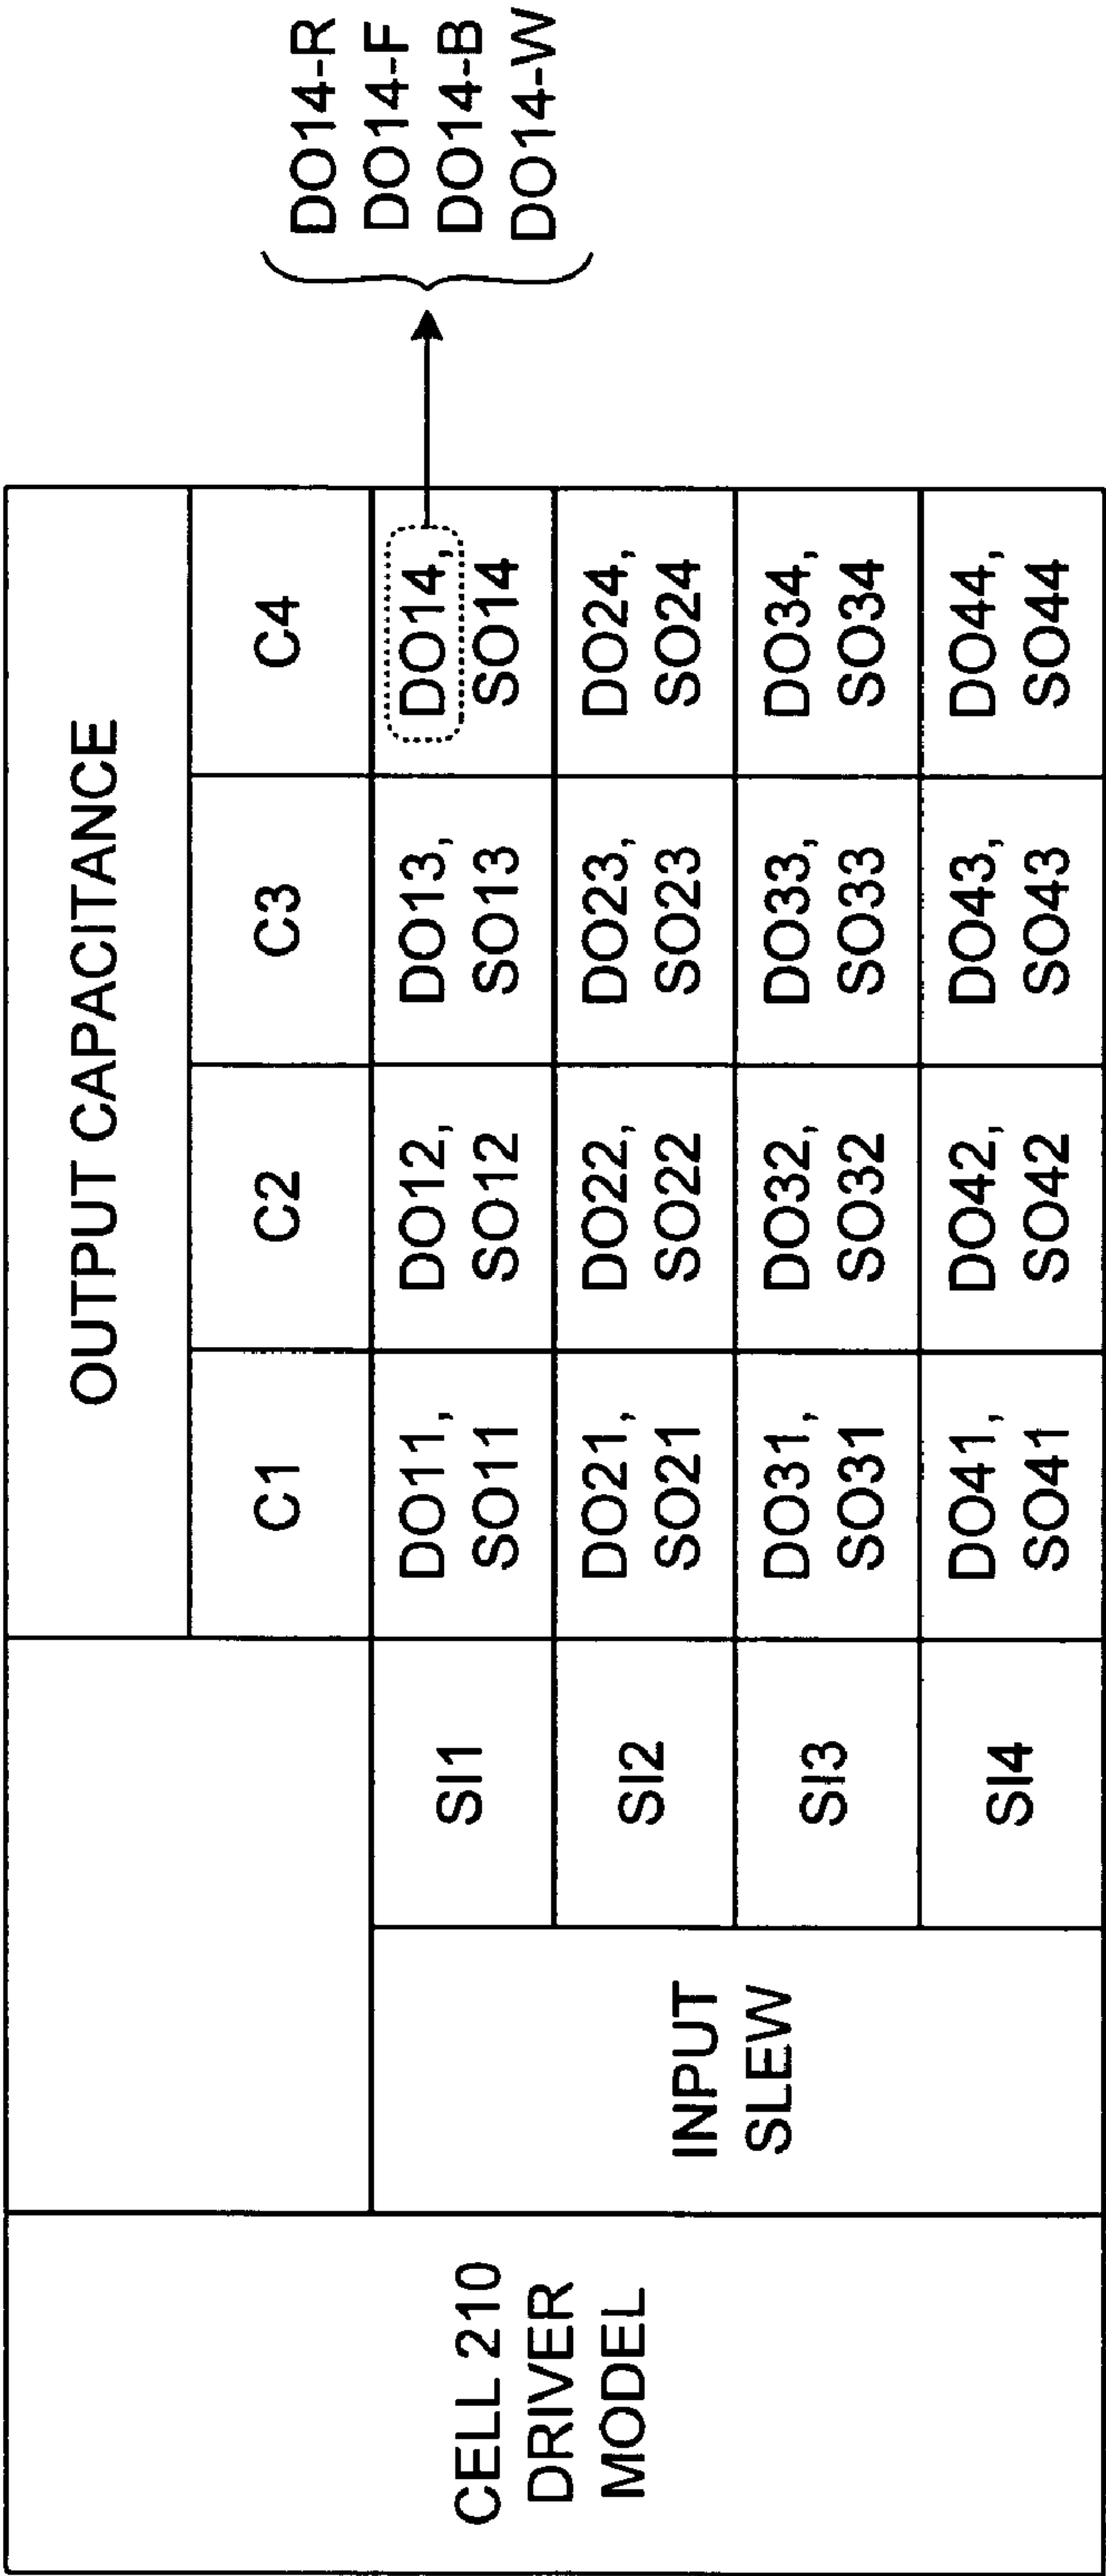 CELL 210
DRIVER
MODEL
OUTPUT CAPACITANCE
C1
C2
C3
C4
INPUT
SLEW
SI1
DO11,
SO11
DO12,
SO12
DO13,
SO13
DO14,
SO14
SI2
DO21,
SO21
DO22,
SO22
DO23,
SO23
DO24,
SO24
SI3
DO31,
SO31
DO32,
SO32
DO33,
SO33
DO34,
SO34
SI4
DO41,
SO41
DO42,
SO42
DO43,
SO43
DO44,
SO44
DO14-R
DO14-F
DO14-B
DO14-W